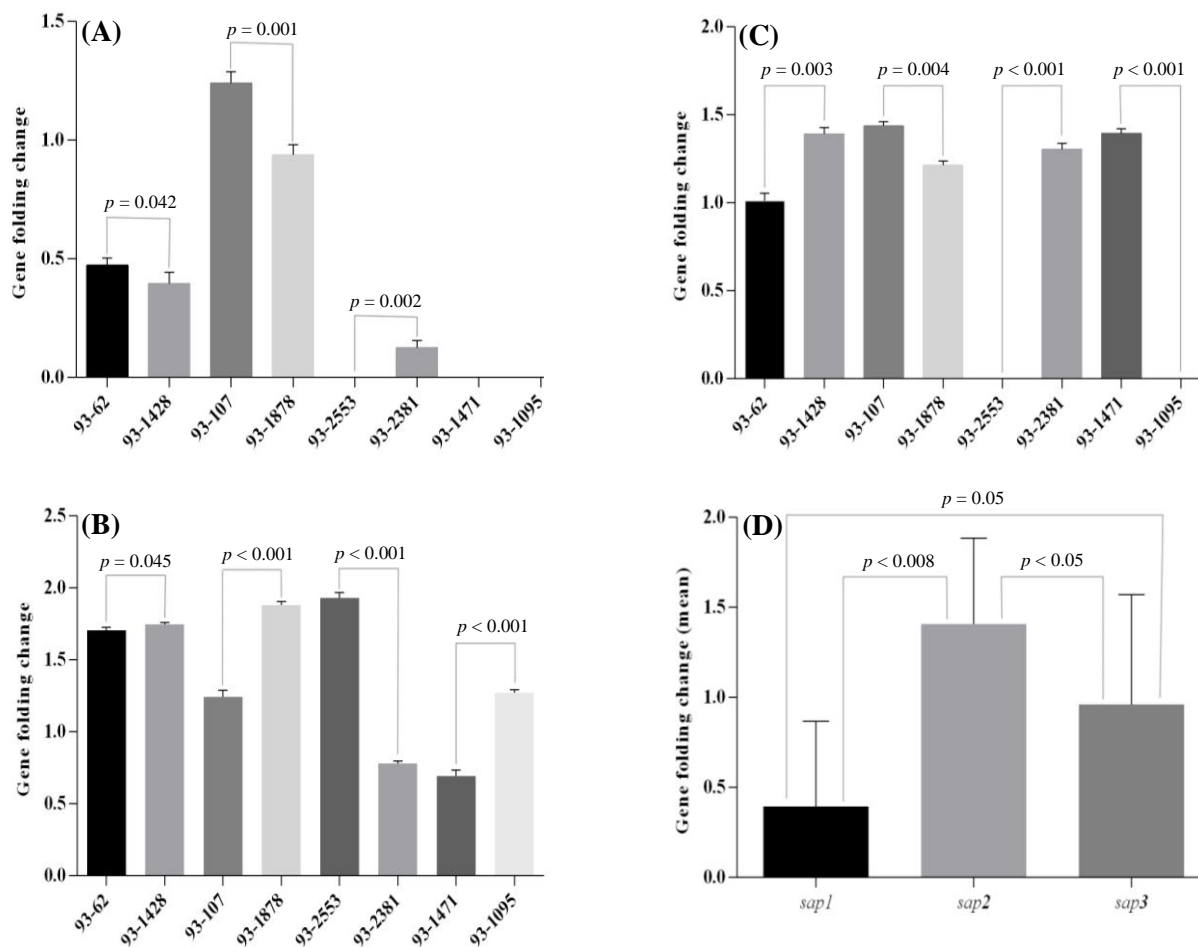 (A)
Gene folding change
1.5
1.0
0.5
0.0
p = 0.042
p = 0.001
p = 0.002
93-62
93-1428
93-107
93-1878
93-2553
93-2381
93-1471
93-1095
(C)
Gene folding change
2.0
1.5
1.0
0.5
0.0
p = 0.003
p = 0.004
p < 0.001
p < 0.001
93-62
93-1428
93-107
93-1878
93-2553
93-2381
93-1471
93-1095
(B)
Gene folding change
2.5
2.0
1.5
1.0
0.5
0.0
p = 0.045
p < 0.001
p < 0.001
p < 0.001
93-62
93-1428
93-107
93-1878
93-2553
93-2381
93-1471
93-1095
(D)
Gene folding change (mean)
2.0
1.5
1.0
0.5
0.0
p = 0.05
p < 0.008
p < 0.05
sap1
sap2
sap3